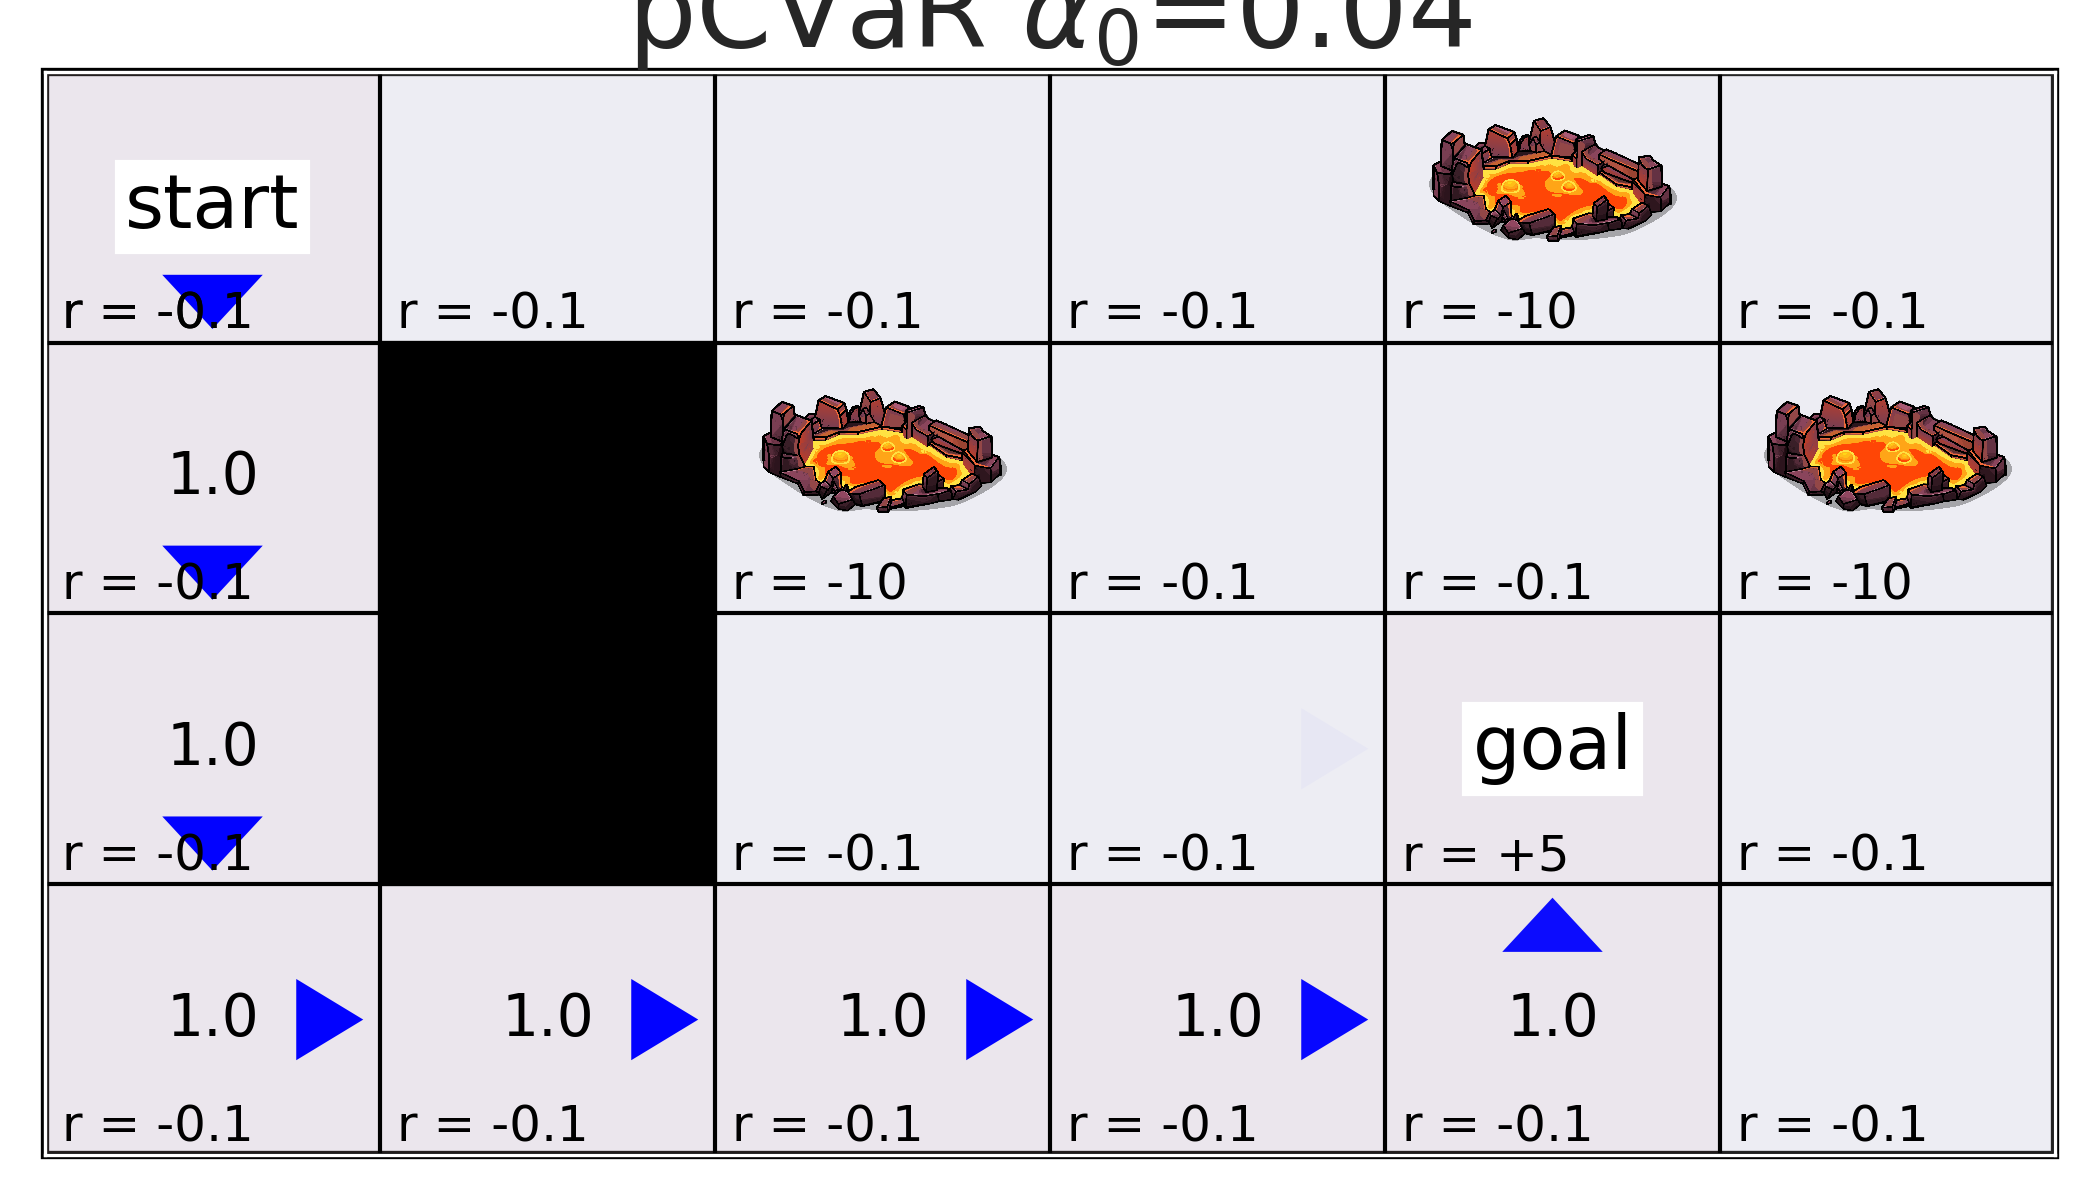 pCVaR α₀=0.04
start
r = -0.1 r = -0.1 r = -0.1 r = -0.1 r = -10 r = -0.1
1.0
r = -0.1 r = -10 r = -0.1 r = -0.1 r = -10
1.0 goal
r = -0.1 r = -0.1 r = -0.1 r = +5 r = -0.1
1.0 1.0 1.0 1.0 1.0
r = -0.1 r = -0.1 r = -0.1 r = -0.1 r = -0.1 r = -0.1